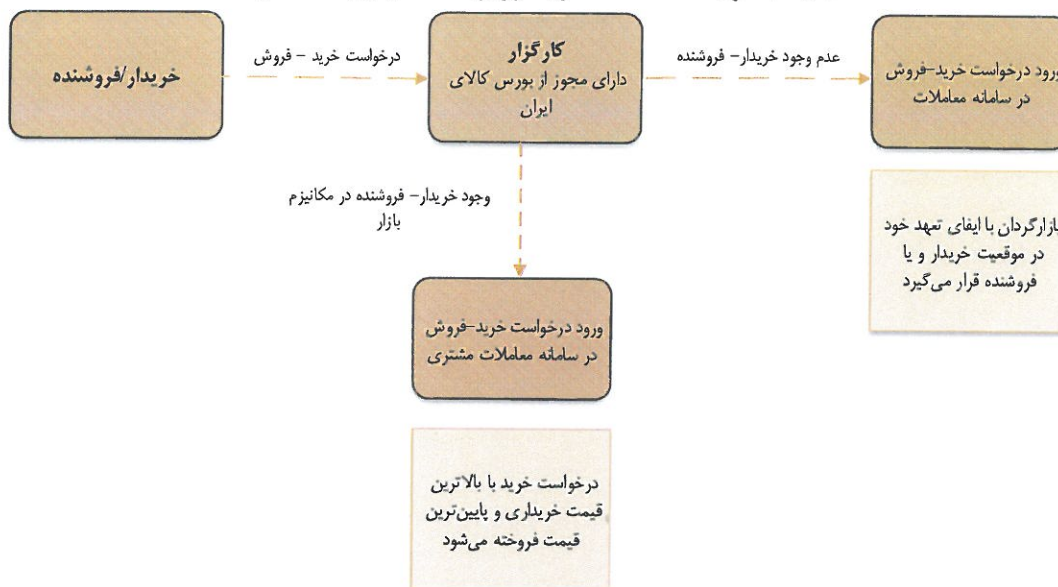 خریدار/فروشنده
درخواست خرید – فروش
کارگزار
دارای مجوز از بورس کالای
ایران
عدم وجود خریدار– فروشنده
ورود درخواست خرید–فروش
در سامانه معاملات
بازارگردان با ایفای تعهد خود
در موقعیت خریدار و یا
فروشنده قرار می‌گیرد
وجود خریدار– فروشنده در مکانیزم
بازار
ورود درخواست خرید–فروش
در سامانه معاملات مشتری
درخواست خرید با بالاترین
قیمت خریداری و پایین‌ترین
قیمت فروخته می‌شود